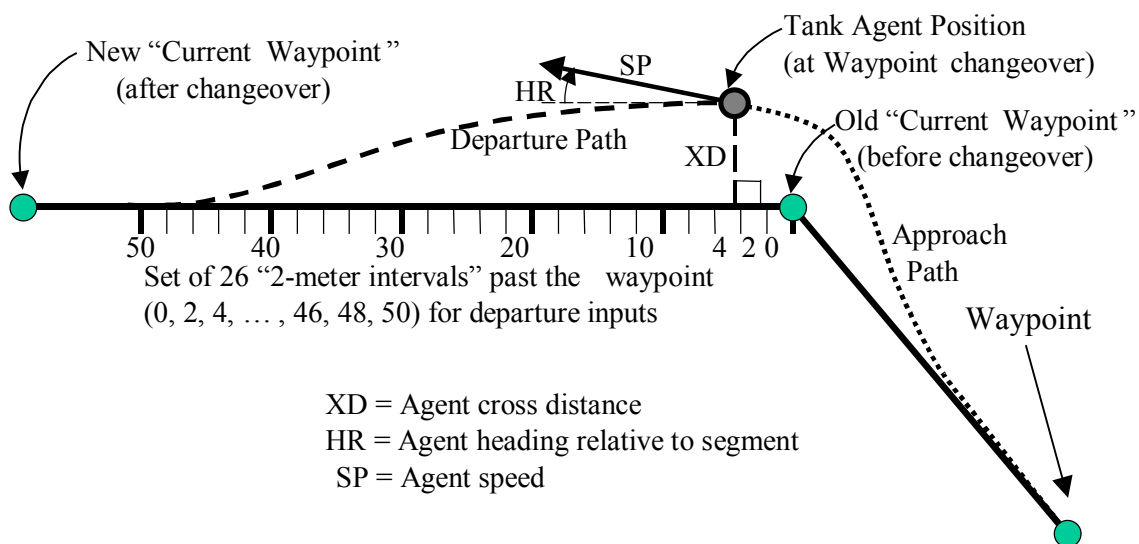 Tank Agent Position
(at Waypoint changeover)
New “Current Waypoint”
(after changeover)
SP
HR
Departure Path
XD
Old “Current Waypoint”
(before changeover)
50 40 30 20 10 4 2 0
Approach
Path
Set of 26 “2-meter intervals” past the waypoint
(0, 2, 4, … , 46, 48, 50) for departure inputs
Waypoint
XD = Agent cross distance
HR = Agent heading relative to segment
SP = Agent speed